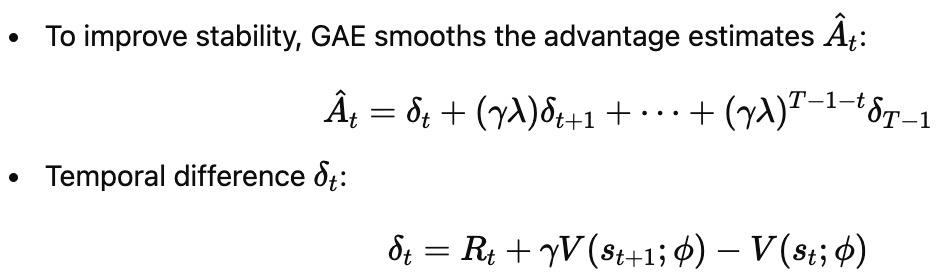 • To improve stability, GAE smooths the advantage estimates Â_t:
Â_t = δ_t + (γλ)δ_{t+1} + ⋯ + (γλ)^{T−1−t}δ_{T−1}
• Temporal difference δ_t:
δ_t = R_t + γV(s_{t+1}; ϕ) − V(s_t; ϕ)